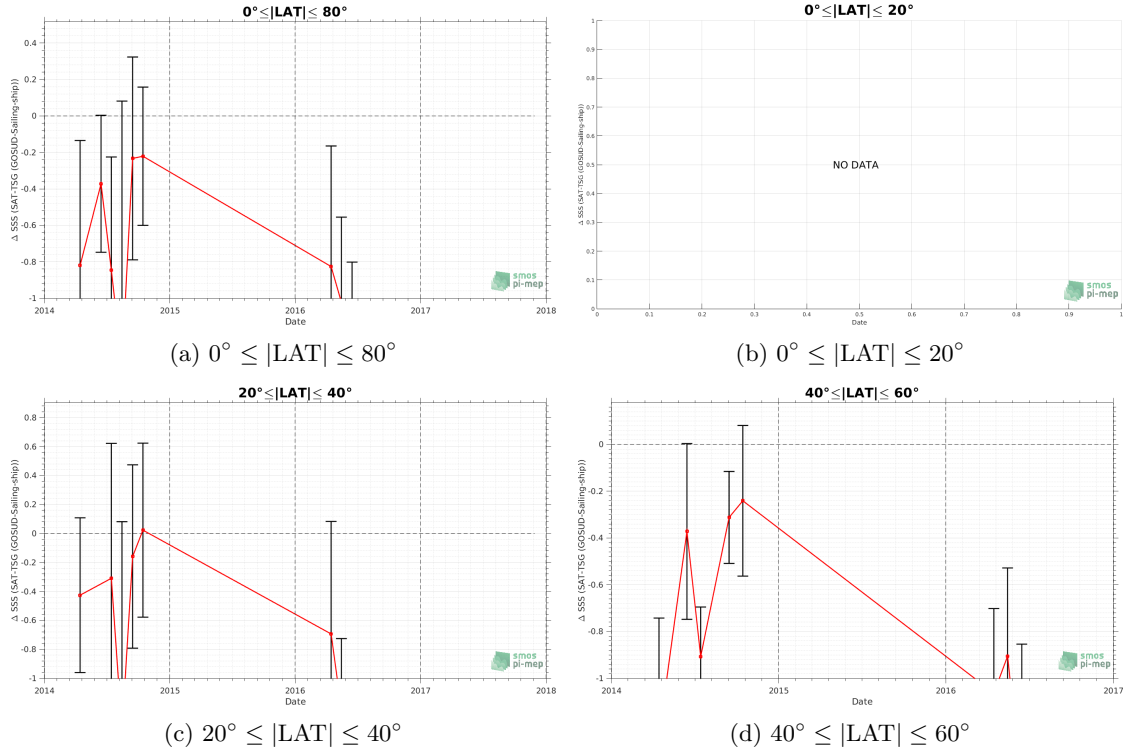 0°≤|LAT|≤ 80°
Δ SSS (SAT-TSG (GOSUD-Sailing-ship))
0.4
0.2
0
-0.2
-0.4
-0.6
-0.8
-1
2014 2015 2016 2017 2018
Date
smos
pi-mep
(a) 0° ≤ |LAT| ≤ 80°
0°≤|LAT|≤ 20°
Δ SSS (SAT-TSG (GOSUD-Sailing-ship))
1
0.9
0.8
0.7
0.6
0.5
0.4
0.3
0.2
0.1
0
NO DATA
0 0.1 0.2 0.3 0.4 0.5 0.6 0.7 0.8 0.9 1
Date
smos
pi-mep
(b) 0° ≤ |LAT| ≤ 20°
20°≤|LAT|≤ 40°
Δ SSS (SAT-TSG (GOSUD-Sailing-ship))
0.8
0.6
0.4
0.2
0
-0.2
-0.4
-0.6
-0.8
-1
2014 2015 2016 2017 2018
Date
smos
pi-mep
(c) 20° ≤ |LAT| ≤ 40°
40°≤|LAT|≤ 60°
Δ SSS (SAT-TSG (GOSUD-Sailing-ship))
0
-0.2
-0.4
-0.6
-0.8
-1
2014 2015 2016 2017
Date
smos
pi-mep
(d) 40° ≤ |LAT| ≤ 60°